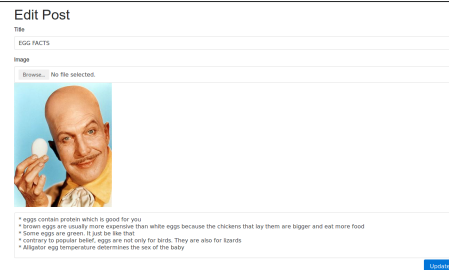 Edit Post
Title
EGG FACTS
Image
Browse... No file selected.
* eggs contain protein which is good for you
* brown eggs are usually more expensive than white eggs because the chickens that lay them are bigger and eat more food
* Some eggs are green. It just be like that
* contrary to popular belief, eggs are not only for birds. They are also for lizards
* Alligator egg temperature determines the sex of the baby
Update